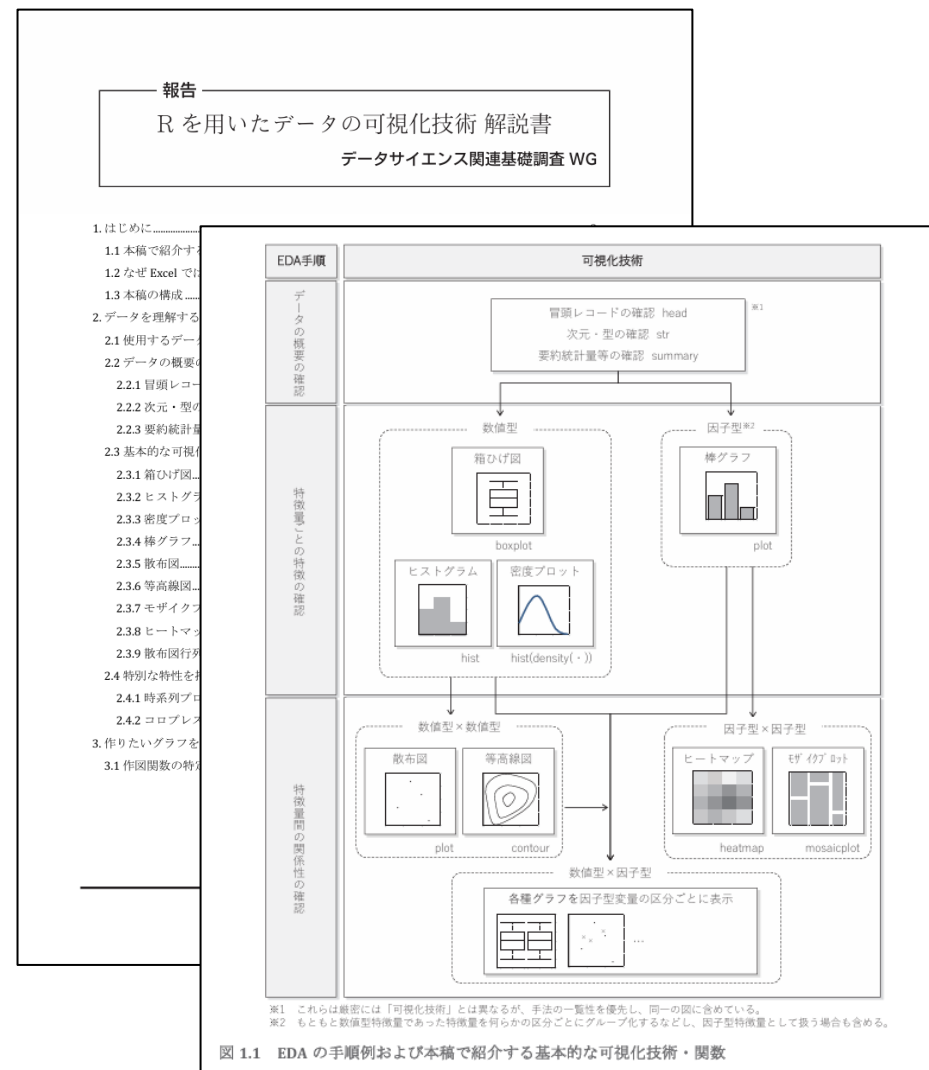 報告
R を用いたデータの可視化技術 解説書
データサイエンス関連基礎調査 WG
1. はじめに
1.1 本稿で紹介する
1.2 なぜ Excel では
1.3 本稿の構成
2. データを理解する
2.1 使用するデータ
2.2 データの概要の
2.2.1 冒頭レコー
2.2.2 次元・型の
2.2.3 要約統計量
2.3 基本的な可視化
2.3.1 箱ひげ図
2.3.2 ヒストグラ
2.3.3 密度プロッ
2.3.4 棒グラフ
2.3.5 散布図
2.3.6 等高線図
2.3.7 モザイクプ
2.3.8 ヒートマッ
2.3.9 散布図行列
2.4 特別な特性を持
2.4.1 時系列プロ
2.4.2 コロプレス
3. 作りたいグラフを
3.1 作図関数の特定
EDA手順
可視化技術
データの概要の確認
冒頭レコードの確認 head
次元・型の確認 str
要約統計量等の確認 summary
※1
特徴量ごとの特徴の確認
数値型
箱ひげ図
boxplot
ヒストグラム
hist
密度プロット
hist(density(・))
因子型※2
棒グラフ
plot
特徴量間の関係性の確認
数値型×数値型
散布図
plot
等高線図
contour
因子型×因子型
ヒートマップ
heatmap
ﾓｻﾞｲｸﾌﾟﾛｯﾄ
mosaicplot
数値型×因子型
各種グラフを因子型変量の区分ごとに表示
…
※1 これらは厳密には「可視化技術」とは異なるが、手法の一覧性を優先し、同一の図に含めている。
※2 もともと数値型特徴量であった特徴量を何らかの区分ごとにグループ化するなどし、因子型特徴量として扱う場合も含める。
図 1.1 EDA の手順例および本稿で紹介する基本的な可視化技術・関数